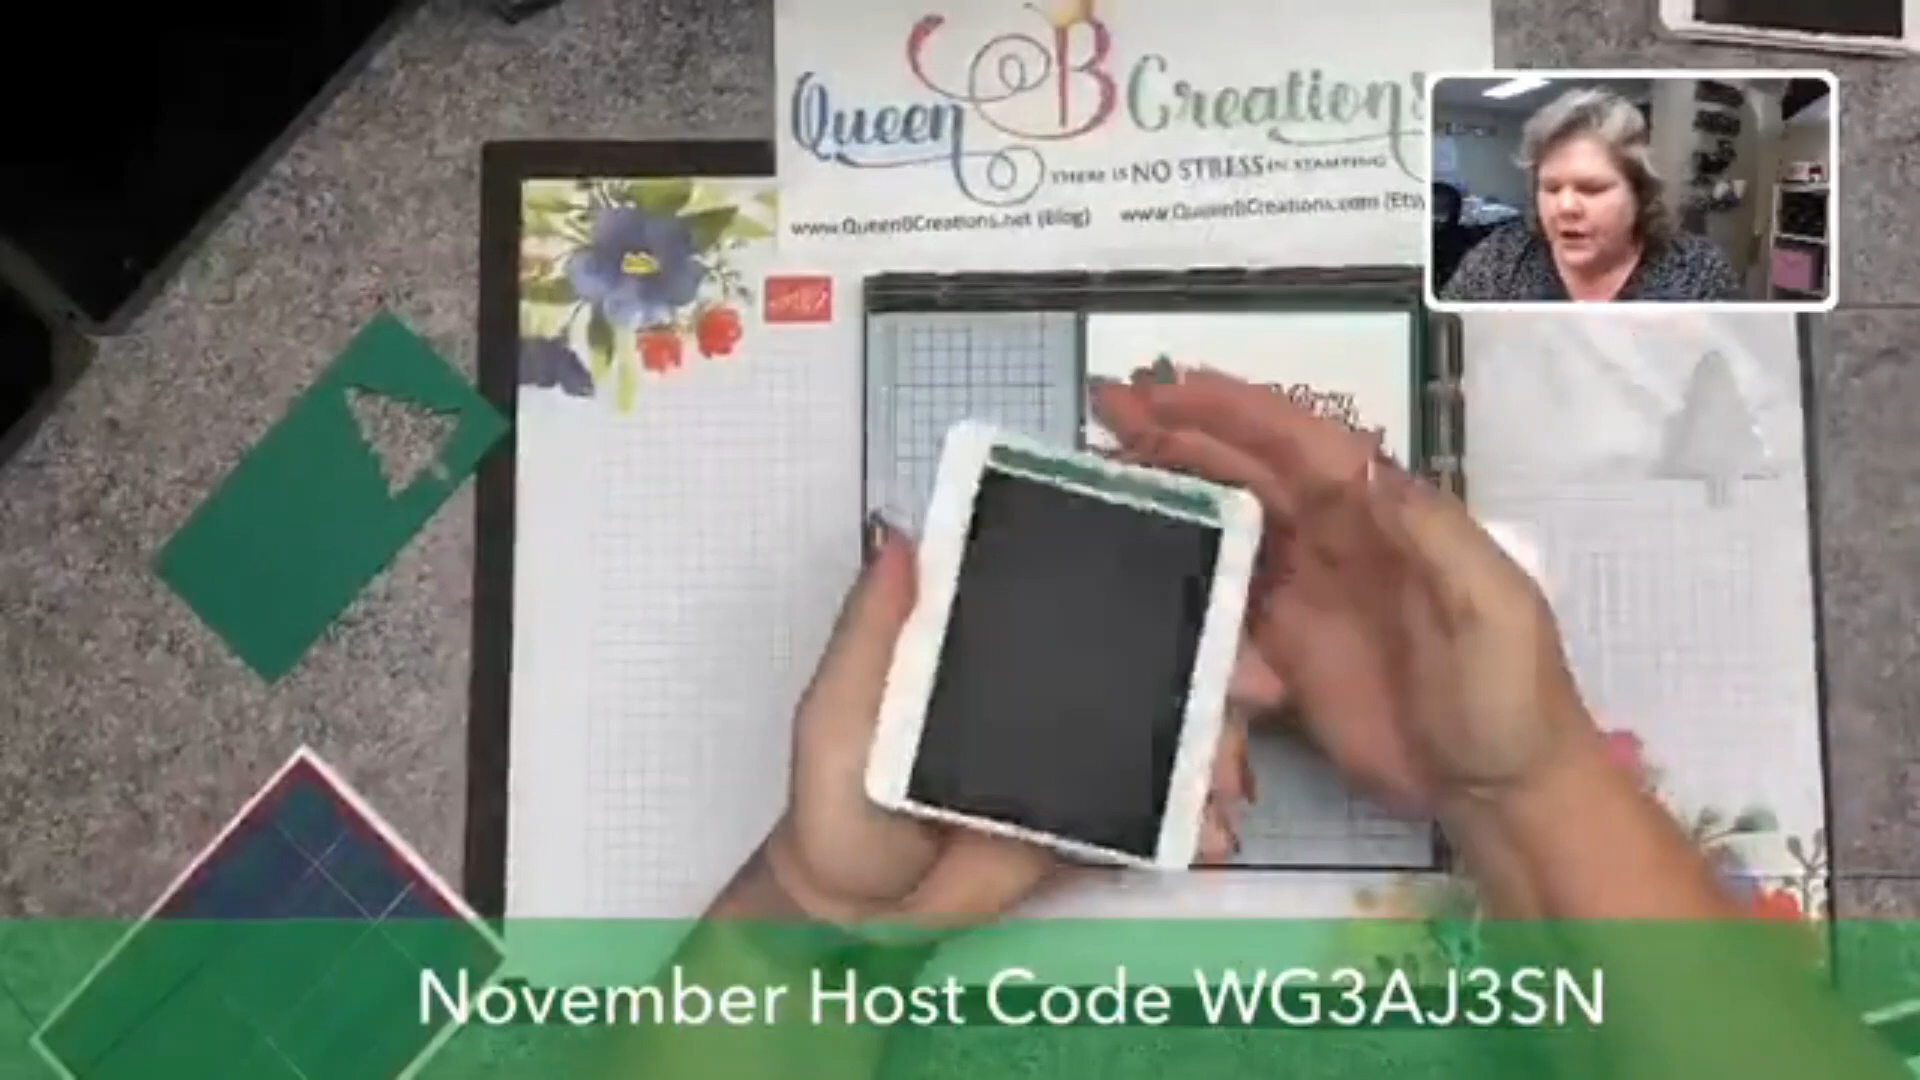 Queen B Creations
THERE IS NO STRESS IN STAMPING
www.QueenBCreations.net (Blog) www.QueenBCreations.com (Etsy
Merry
November Host Code WG3AJ3SN